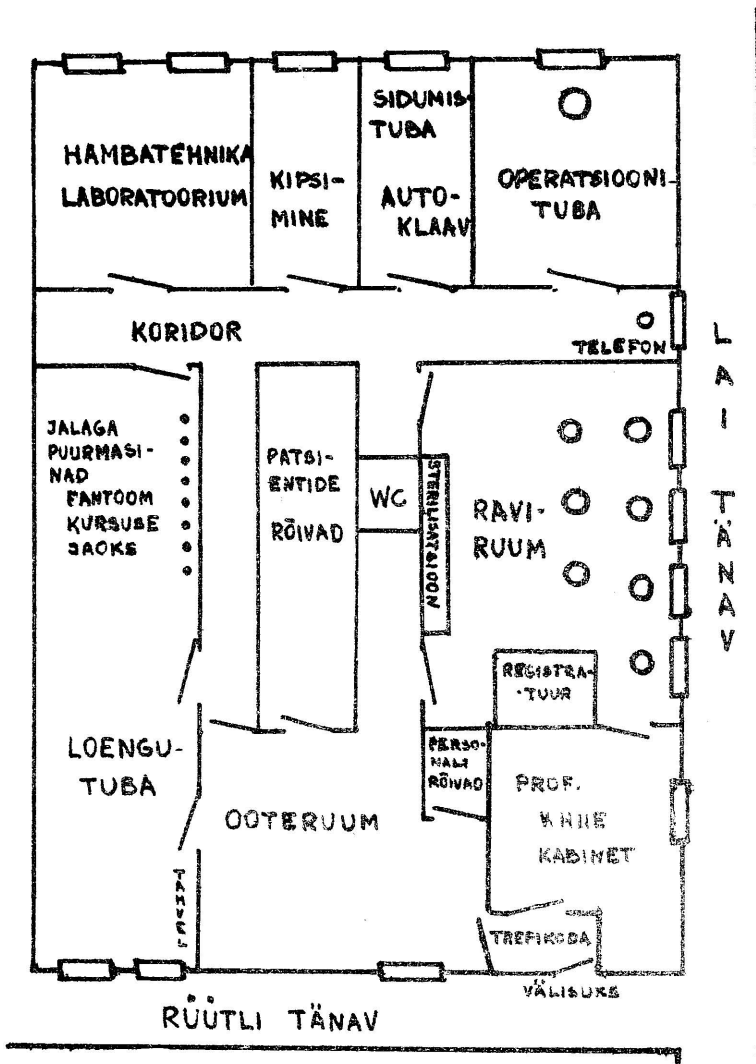 HAMBATEHNIKA
LABORATOORIUM
KIPSI-
MINE
SIDUMIS-
TUBA
AUTO-
KLAAV
OPERATSIOONI-
TUBA
KORIDOR
TELEFON
LAI TÄNAV
JALAGA
PUURMASI-
NAD
FANTOOM
KURSUSE
JAOKS
PATSI-
ENTIDE
RÕIVAD
WC
STERILISATSIOON
RAVI-
RUUM
REGISTRA-
-TUUR
LOENGU-
TUBA
OOTERUUM
PERSO-
NALI
RÕIVAD
PROF.
KABINET
TAHVEL
TREPIKODA
VÄLISUKS
RÜÜTLI TÄNAV